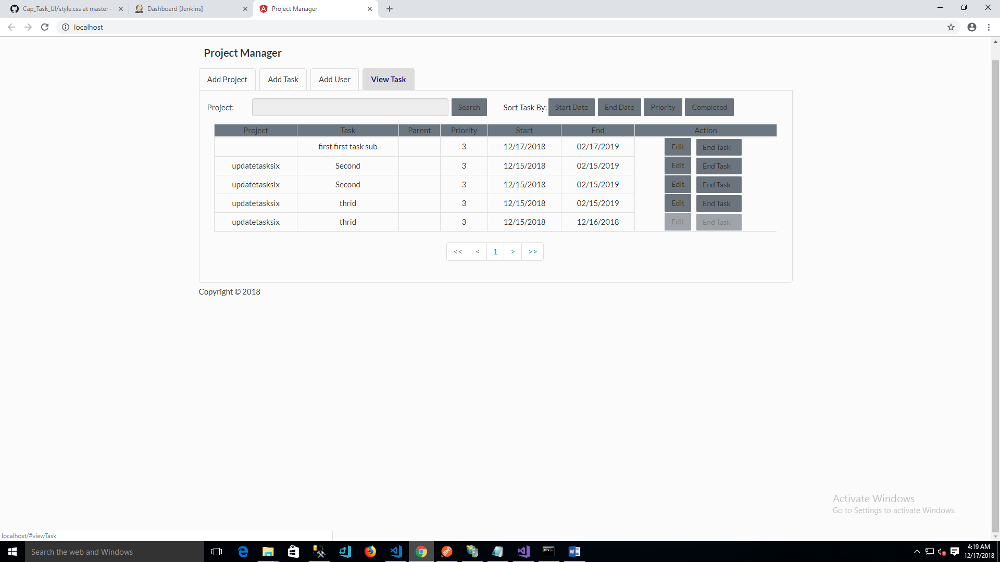 Cap_Task_UI/style.css at master
Dashboard [Jenkins]
Project Manager
localhost
Project Manager
Add Project Add Task Add User View Task
Project: Search Sort Task By: Start Date End Date Priority Completed
Project Task Parent Priority Start End Action
first first task sub 3 12/17/2018 02/17/2019 Edit End Task
updatetasksix Second 3 12/15/2018 02/15/2019 Edit End Task
updatetasksix Second 3 12/15/2018 02/15/2019 Edit End Task
updatetasksix thrid 3 12/15/2018 02/15/2019 Edit End Task
updatetasksix thrid 3 12/15/2018 12/16/2018 Edit End Task
<< < 1 > >>
Copyright © 2018
Activate Windows
Go to Settings to activate Windows.
localhost/#viewTask
Search the web and Windows
4:19 AM
12/17/2018